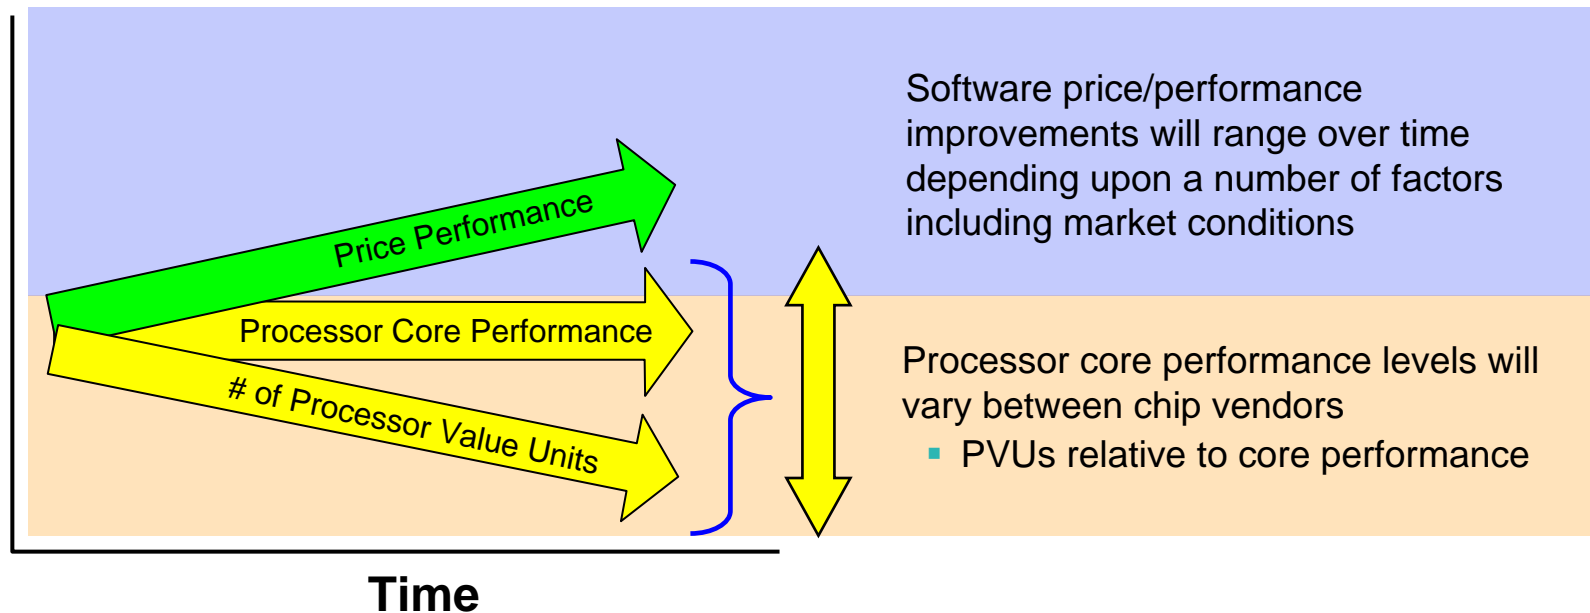 Software price/performance
improvements will range over time
depending upon a number of factors
including market conditions
Price Performance
Processor Core Performance
# of Processor Value Units
Processor core performance levels will
vary between chip vendors
▪ PVUs relative to core performance
Time